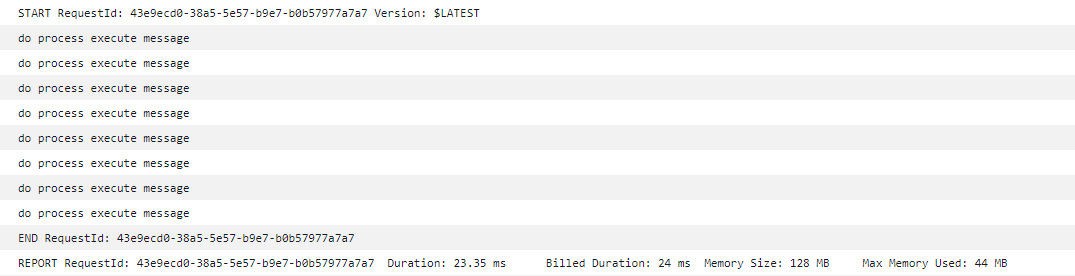 START RequestId: 43e9ecd0-38a5-5e57-b9e7-b0b57977a7a7 Version: $LATEST
do process execute message
do process execute message
do process execute message
do process execute message
do process execute message
do process execute message
do process execute message
do process execute message
END RequestId: 43e9ecd0-38a5-5e57-b9e7-b0b57977a7a7
REPORT RequestId: 43e9ecd0-38a5-5e57-b9e7-b0b57977a7a7 Duration: 23.35 ms Billed Duration: 24 ms Memory Size: 128 MB Max Memory Used: 44 MB